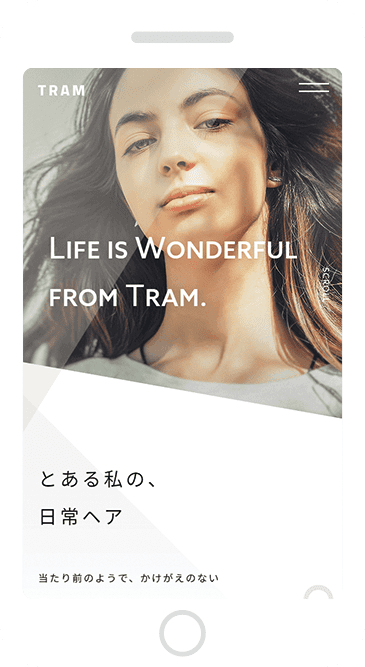 TRAM
LIFE IS WONDERFUL
FROM TRAM.
SCROLL
とある私の、
日常ヘア
当たり前のようで、かけがえのない